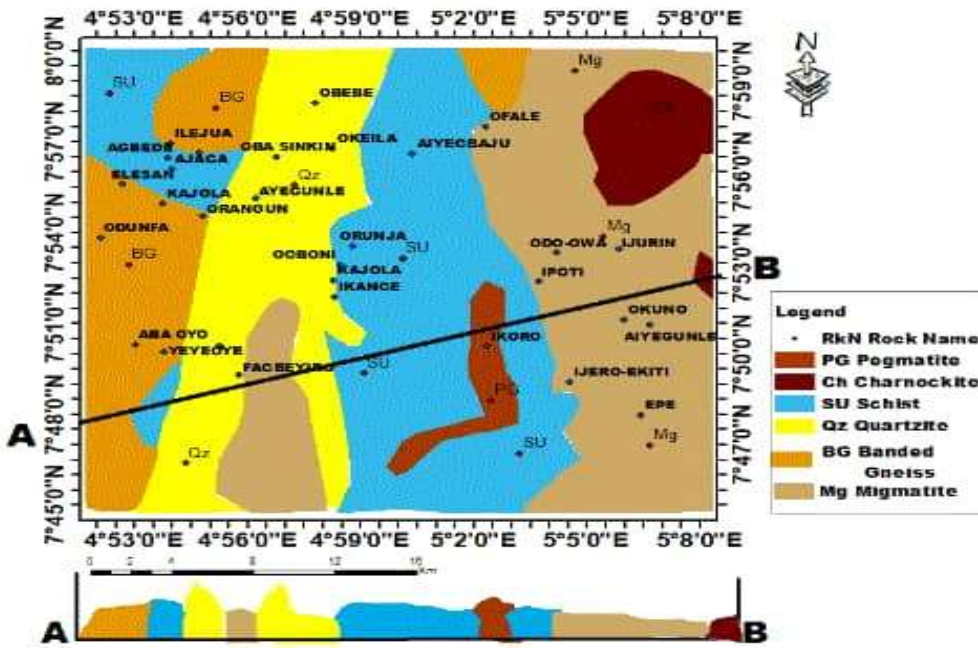 4°53'0"E 4°56'0"E 4°59'0"E 5°2'0"E 5°5'0"E 5°8'0"E
N
8°0'0"N
7°57'0"N
7°54'0"N
7°51'0"N
7°48'0"N
7°45'0"N
7°59'0"N
7°56'0"N
7°53'0"N
7°50'0"N
7°47'0"N
Mg
SU
BG
OBEBE
OFALE
ILEJUA
OKEILA
AGBEDE
OBA SINKIN
AIYECBAJU
AJACA
ELESAN
Qz
KAJOLA
AYEGUNLE
ORANGUN
ODUNFA
ORUNJA
Mg
ODO-OWA
IJURIN
BG
OCBONI
SU
KAJOLA
IPOTI
B
IKANCE
OKUNO
ABA OYO
IKORO
AIYEGUNLE
YEYEOYE
SU
IJERO-EKITI
PG
EPE
A
Mg
Qz
SU
Legend
RkN Rock Name
PG Pegmatite
Ch Charnockite
SU Schist
Qz Quartzite
BG Banded
Gneiss
Mg Migmatite
4°53'0"E 4°56'0"E 4°59'0"E 5°2'0"E 5°5'0"E 5°8'0"E
0 2 4 8 12 16
Km
A
B